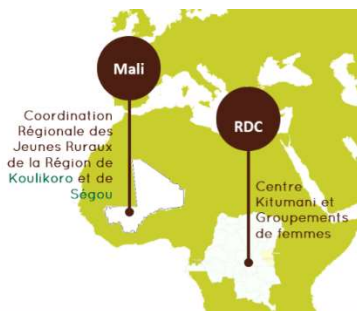 Mali
Coordination
Régionale des
Jeunes Ruraux
de la Région de
Koulikoro et de
Ségou
RDC
Centre
Kitumani et
Groupements
de femmes